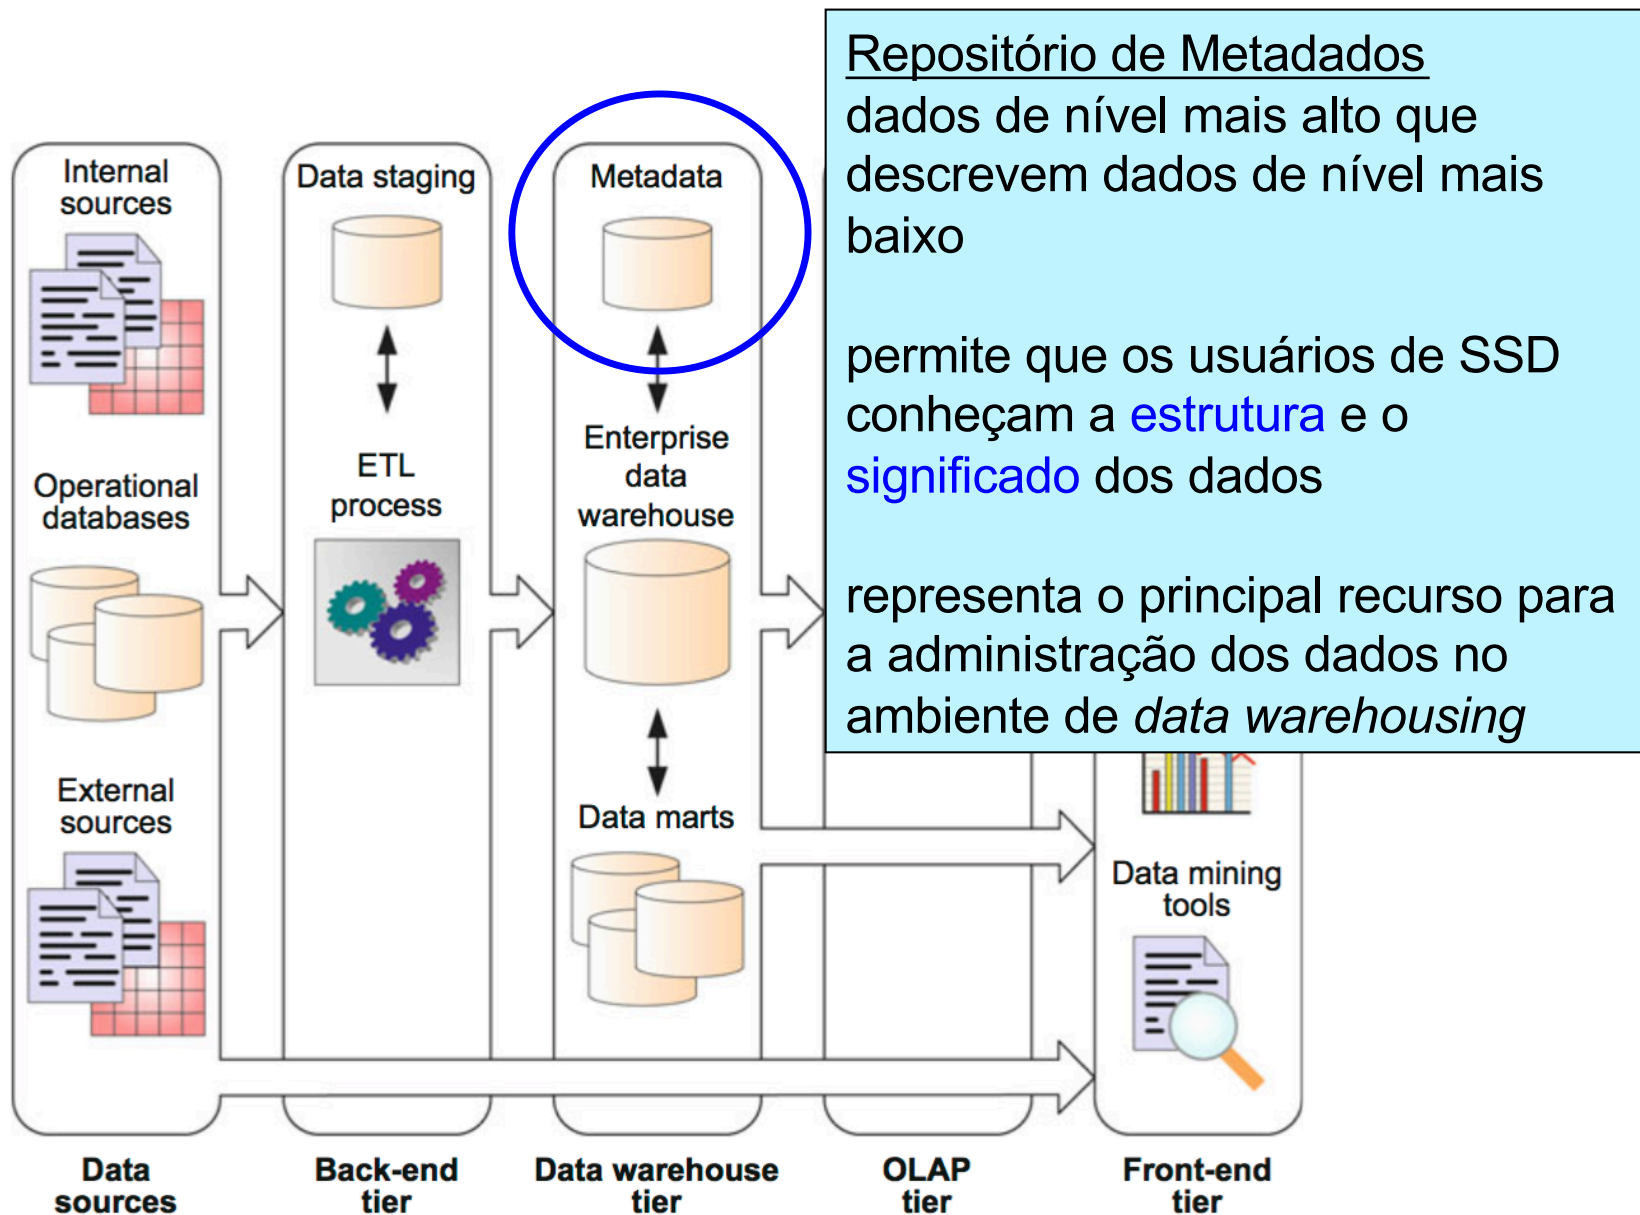 Repositório de Metadados
dados de nível mais alto que
descrevem dados de nível mais
baixo
permite que os usuários de SSD
conheçam a estrutura e o
significado dos dados
representa o principal recurso para
a administração dos dados no
ambiente de data warehousing
Internal
sources
Operational
databases
External
sources
Data staging
ETL
process
Metadata
Enterprise
data
warehouse
Data marts
Data mining
tools
Data
sources
Back-end
tier
Data warehouse
tier
OLAP
tier
Front-end
tier